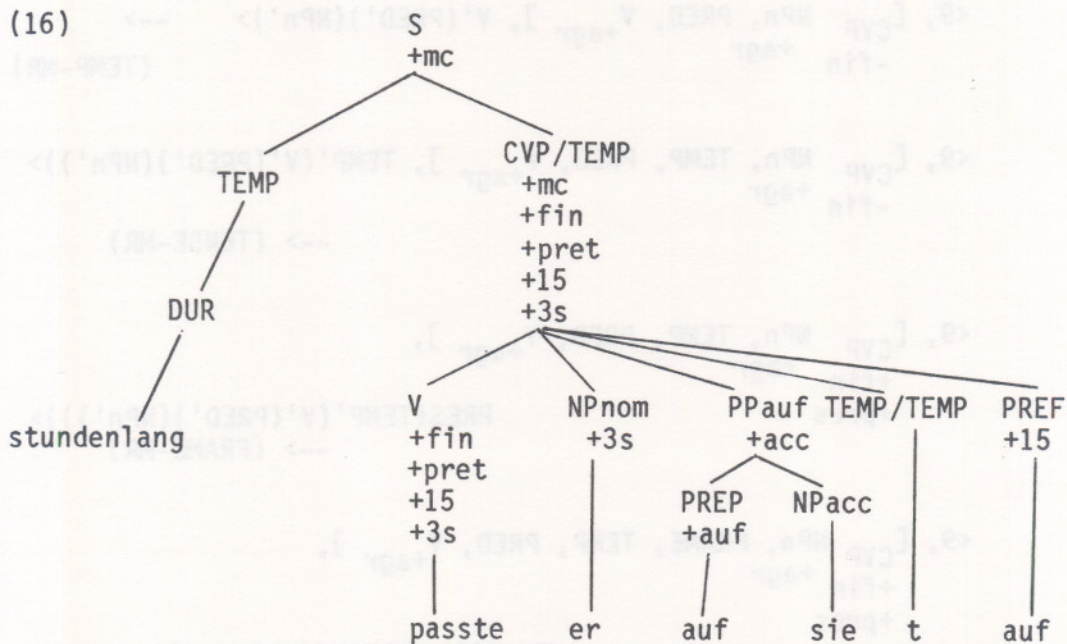 (16) S
+mc
CVP/TEMP
TEMP +mc
+fin
+pret
+15
DUR +3s
V NPnom PPauf TEMP/TEMP PREF
stundenlang +fin +3s +acc +15
+pret
+15 PREP NPacc
+3s +auf
passte er auf sie t auf